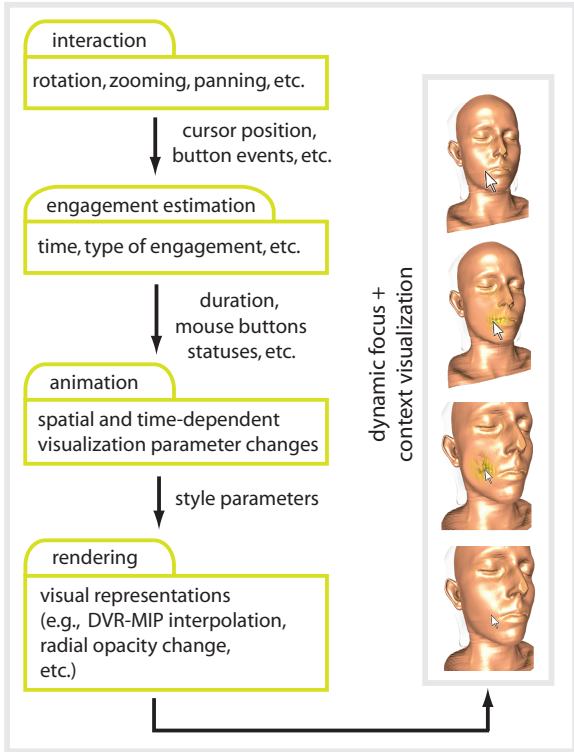 interaction
rotation, zooming, panning, etc.
cursor position,
button events, etc.
engagement estimation
time, type of engagement, etc.
duration,
mouse buttons
statuses, etc.
animation
spatial and time-dependent
visualization parameter changes
style parameters
rendering
visual representations
(e.g., DVR-MIP interpolation,
radial opacity change,
etc.)
dynamic focus +
context visualization